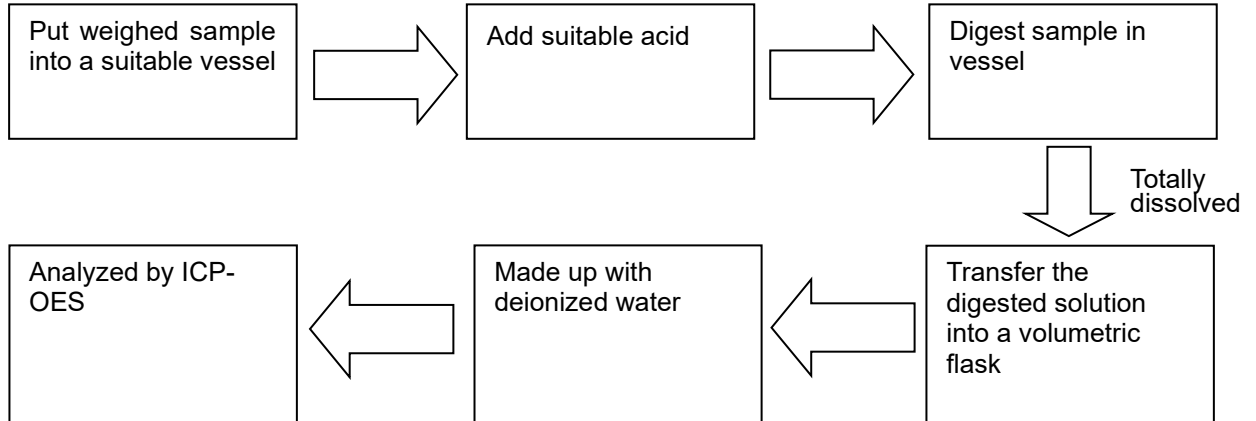 Put weighed sample
into a suitable vessel
Add suitable acid
Digest sample in
vessel
Totally
dissolved
Transfer the
digested solution
into a volumetric
flask
Made up with
deionized water
Analyzed by ICP-
OES